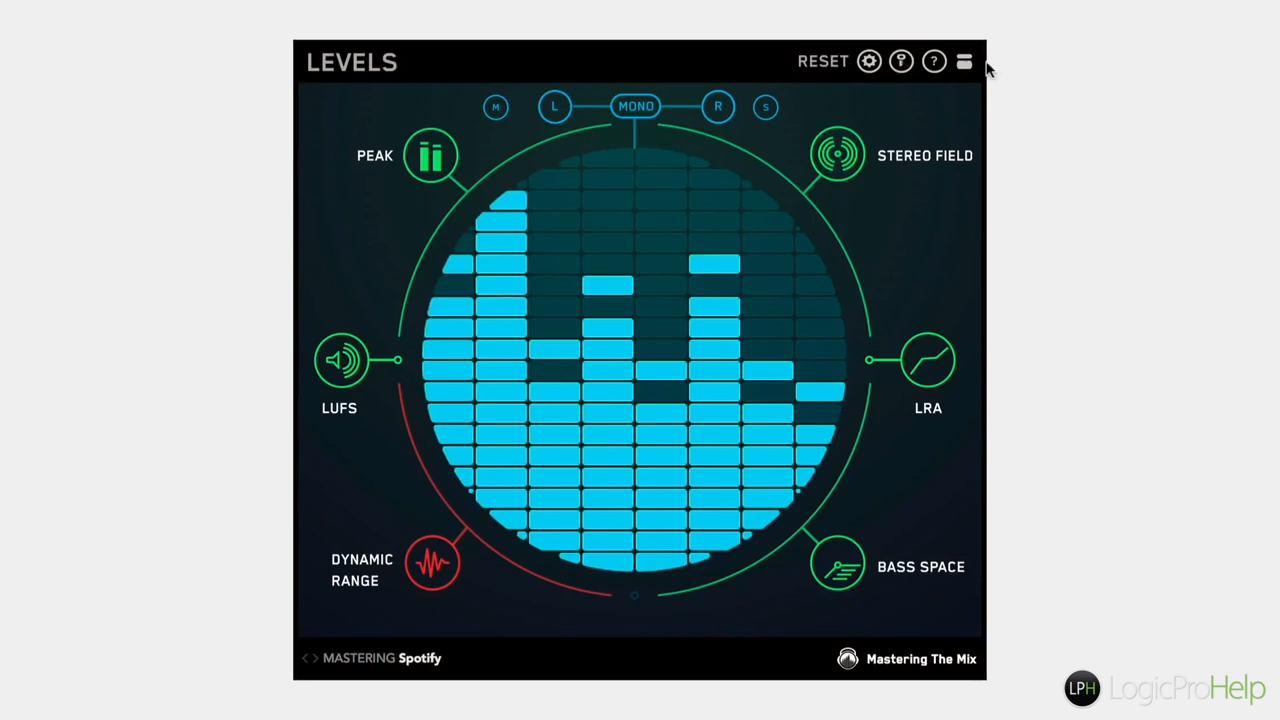 LEVELS
RESET ?
M L MONO R S
PEAK
STEREO FIELD
LUFS
LRA
DYNAMIC
RANGE
BASS SPACE
<> MASTERING Spotify
Mastering The Mix
LPH LogicProHelp